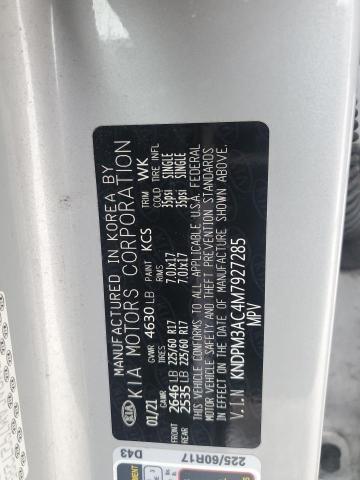 MANUFACTURED IN KOREA BY
KIA KIA MOTORS CORPORATION
01/21 GVWR 4630 LB PAINT KCS TRIM WK
GAWR RIMS COLD TIRE INFL
FRONT 2646 LB 225/60 R17 7.0Jx17 35psi SINGLE
REAR 2535 LB 225/60 R17 7.0Jx17 35psi SINGLE
THIS VEHICLE CONFORMS TO ALL APPLICABLE U.S.A. FEDERAL
MOTOR VEHICLE SAFETY AND THEFT PREVENTION STANDARDS
IN EFFECT ON THE DATE OF MANUFACTURE SHOWN ABOVE.
V.I.N KNDPM3AC4M7927285
MPV
D43
225/60R17